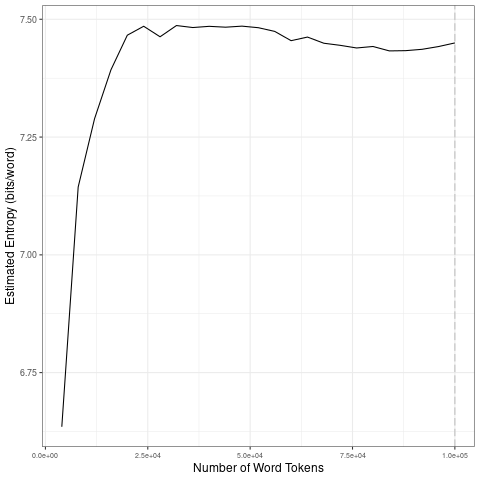 7.50
7.25
7.00
6.75
Estimated Entropy (bits/word)
0.0e+00 2.5e+04 5.0e+04 7.5e+04 1.0e+05
Number of Word Tokens